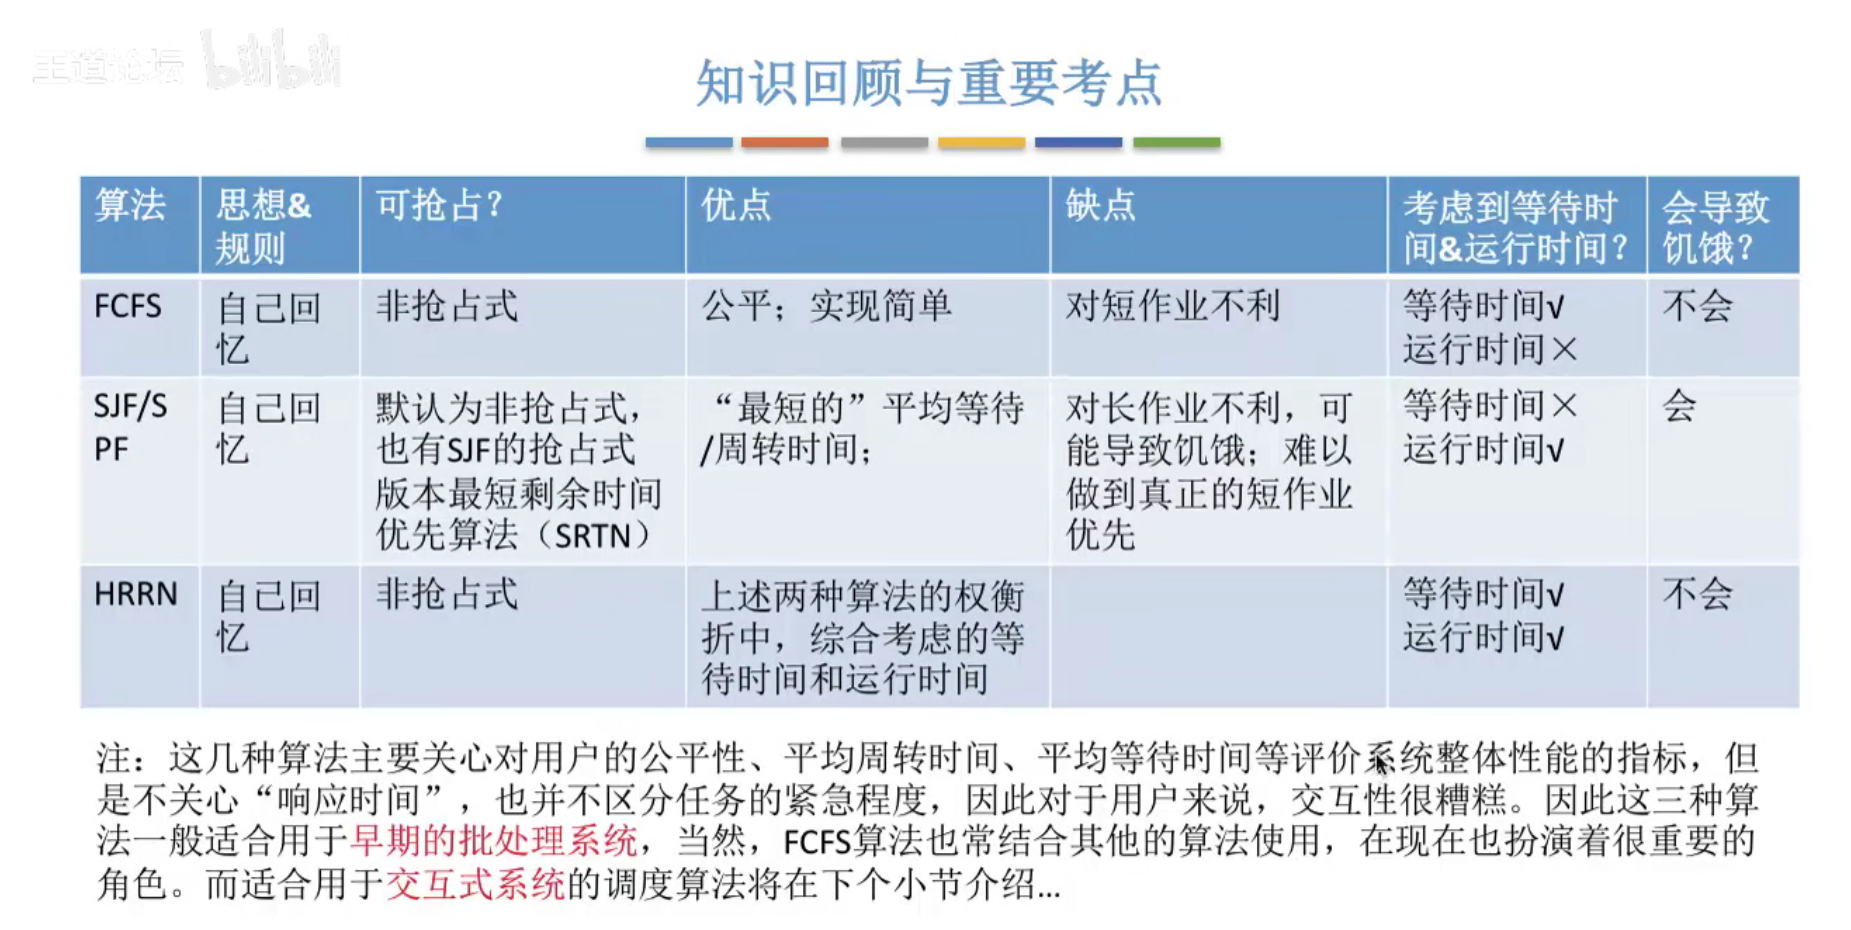 王道论坛 bilibili
知识回顾与重要考点
算法
思想&
规则
可抢占？
优点
缺点
考虑到等待时
间&运行时间？
会导致
饥饿？
FCFS
自己回
忆
非抢占式
公平；实现简单
对短作业不利
等待时间√
运行时间×
不会
SJF/S
PF
自己回
忆
默认为非抢占式，
也有SJF的抢占式
版本最短剩余时间
优先算法（SRTN）
“最短的”平均等待
/周转时间；
对长作业不利，可
能导致饥饿；难以
做到真正的短作业
优先
等待时间×
运行时间√
会
HRRN
自己回
忆
非抢占式
上述两种算法的权衡
折中，综合考虑的等
待时间和运行时间
等待时间√
运行时间√
不会
注：这几种算法主要关心对用户的公平性、平均周转时间、平均等待时间等评价系统整体性能的指标，但
是不关心“响应时间”，也并不区分任务的紧急程度，因此对于用户来说，交互性很糟糕。因此这三种算
法一般适合用于早期的批处理系统，当然，FCFS算法也常结合其他的算法使用，在现在也扮演着很重要的
角色。而适合用于交互式系统的调度算法将在下个小节介绍...